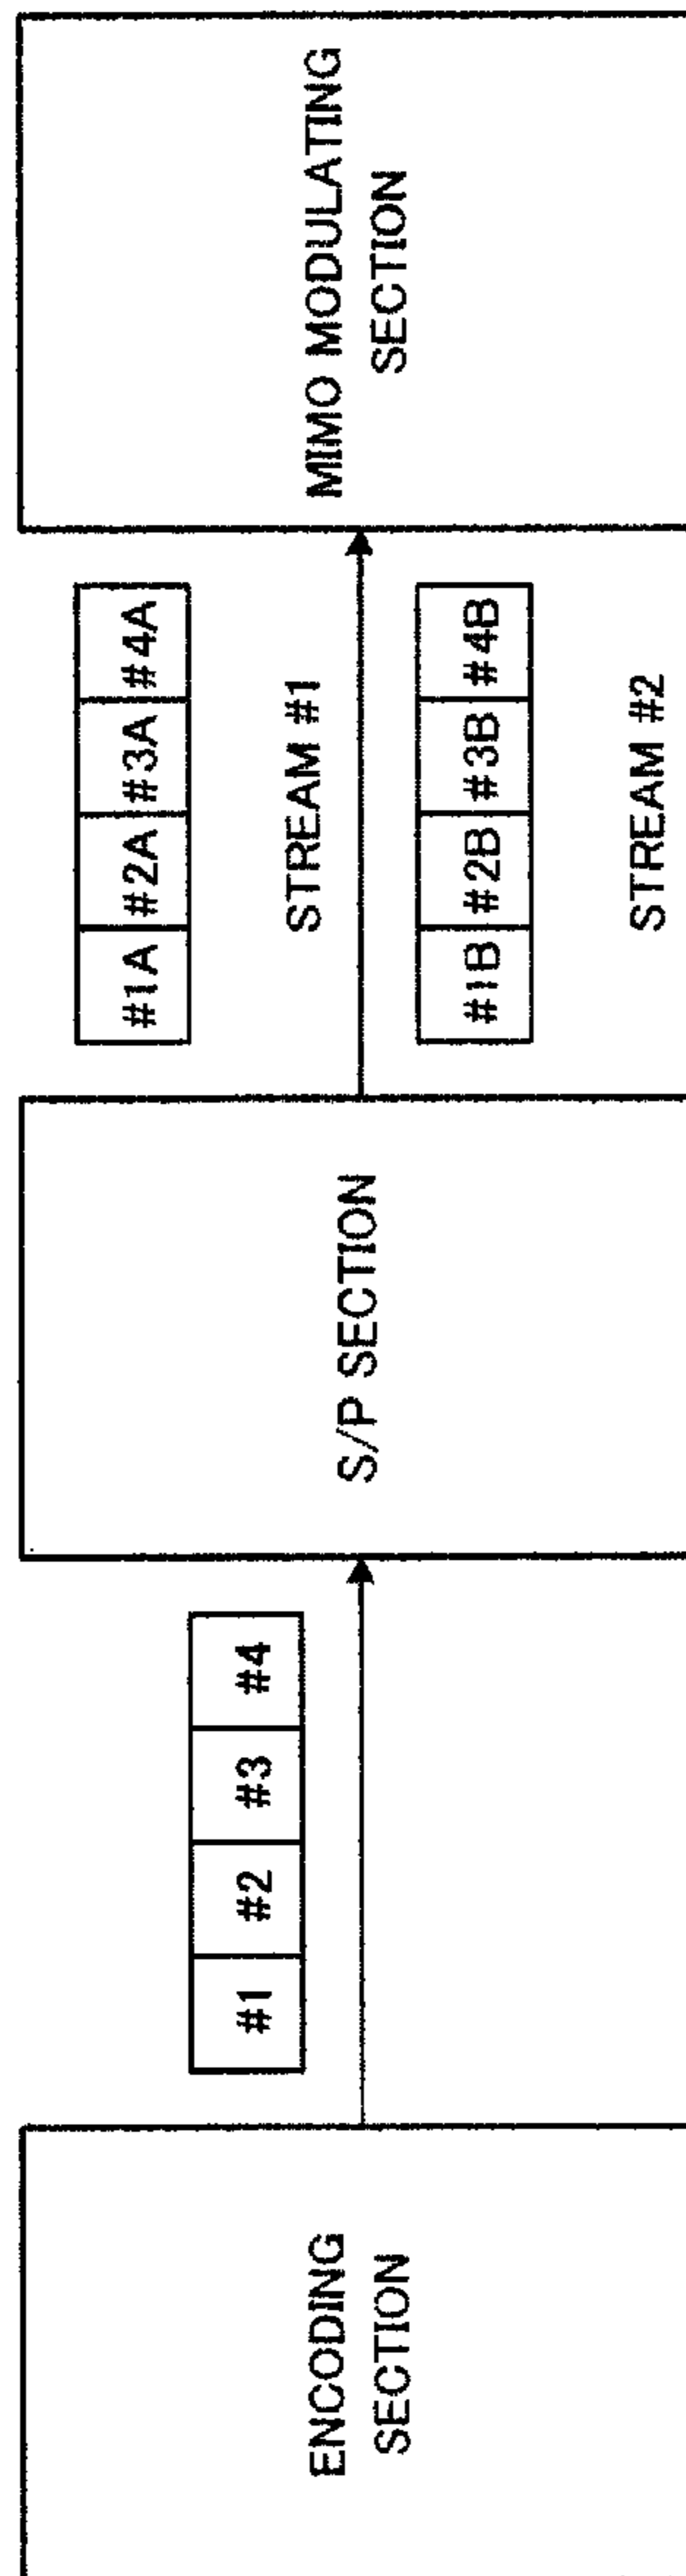 ENCODING
SECTION
#1 #2 #3 #4
S/P SECTION
#1A #2A #3A #4A
STREAM #1
#1B #2B #3B #4B
STREAM #2
MIMO MODULATING
SECTION